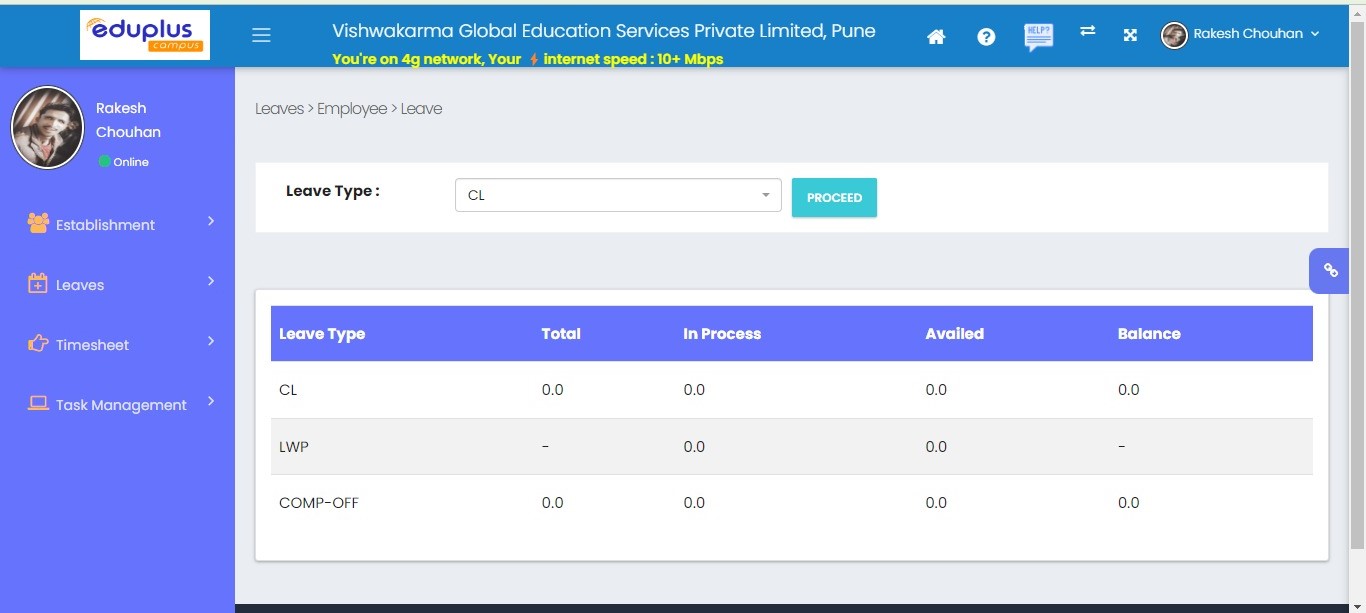 eduplus
campus
Vishwakarma Global Education Services Private Limited, Pune
You're on 4g network, Your internet speed : 10+ Mbps
?
HELP?
Rakesh Chouhan
Rakesh
Chouhan
Online
Establishment
Leaves
Timesheet
Task Management
Leaves > Employee > Leave
Leave Type : CL PROCEED
Leave Type Total In Process Availed Balance
CL 0.0 0.0 0.0 0.0
LWP - 0.0 0.0 -
COMP-OFF 0.0 0.0 0.0 0.0